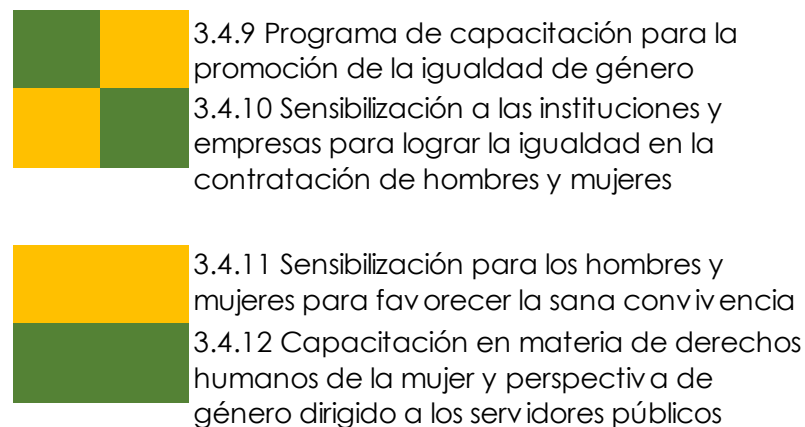 3.4.9 Programa de capacitación para la
promoción de la igualdad de género
3.4.10 Sensibilización a las instituciones y
empresas para lograr la igualdad en la
contratación de hombres y mujeres
3.4.11 Sensibilización para los hombres y
mujeres para favorecer la sana convivencia
3.4.12 Capacitación en materia de derechos
humanos de la mujer y perspectiva de
género dirigido a los servidores públicos